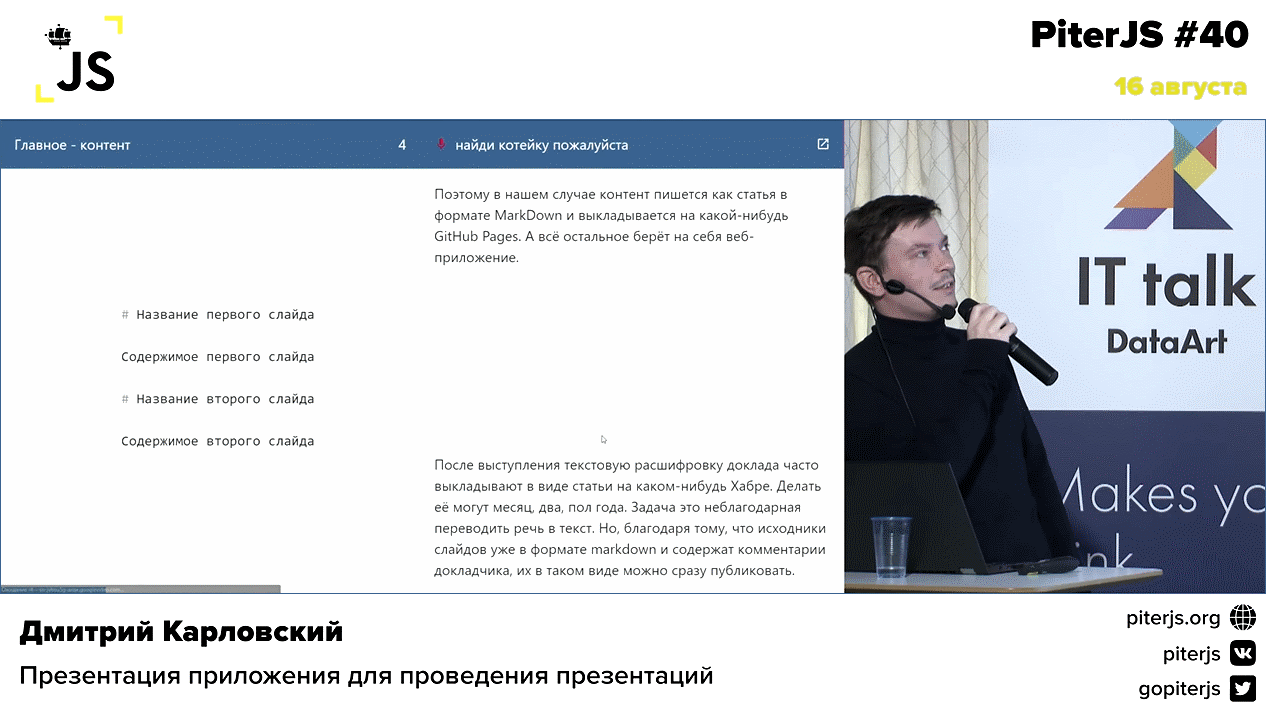 JS
PiterJS #40
16 августа
Главное - контент
4
найди котейку пожалуйста
Поэтому в нашем случае контент пишется как статья в
формате MarkDown и выкладывается на какой-нибудь
GitHub Pages. А всё остальное берёт на себя веб-
приложение.
# Название первого слайда
Содержимое первого слайда
# Название второго слайда
Содержимое второго слайда
После выступления текстовую расшифровку доклада часто
выкладывают в виде статьи на каком-нибудь Хабре. Делать
её могут месяц, два, пол года. Задача это неблагодарная
переводить речь в текст. Но, благодаря тому, что исходники
слайдов уже в формате markdown и содержат комментарии
докладчика, их в таком виде можно сразу публиковать.
IT talk
DataArt
Makes yo
ink
Дмитрий Карловский
Презентация приложения для проведения презентаций
piterjs.org
piterjs
gopiterjs